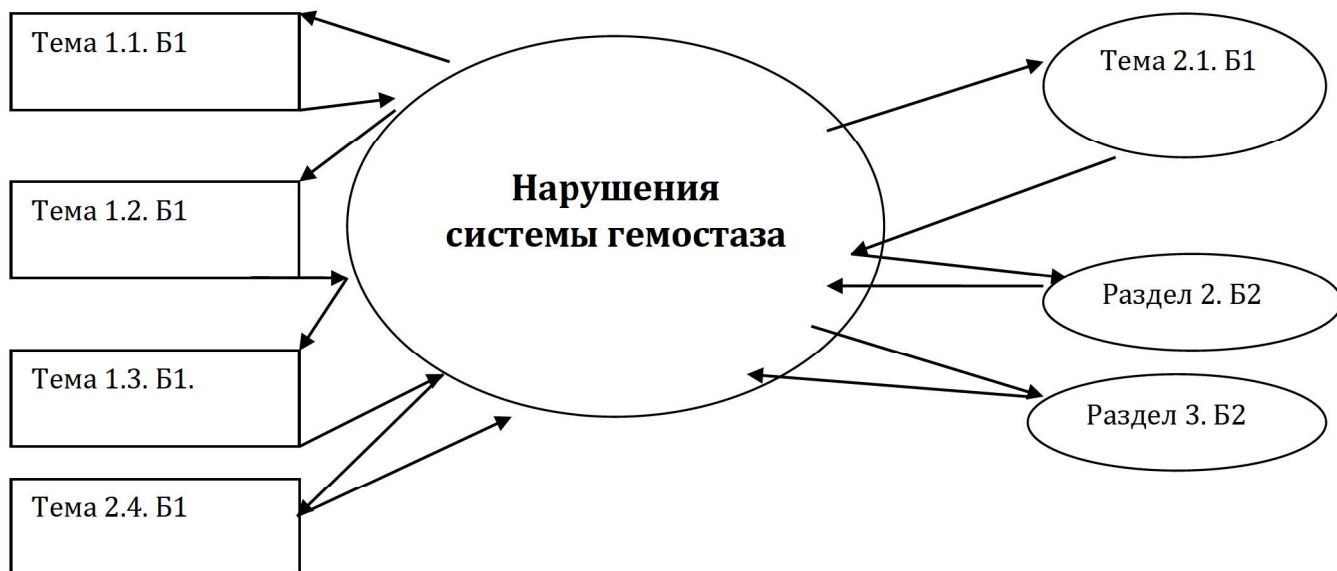 Тема 1.1. Б1
Тема 1.2. Б1
Тема 1.3. Б1.
Тема 2.4. Б1
Нарушения
системы гемостаза
Тема 2.1. Б1
Раздел 2. Б2
Раздел 3. Б2